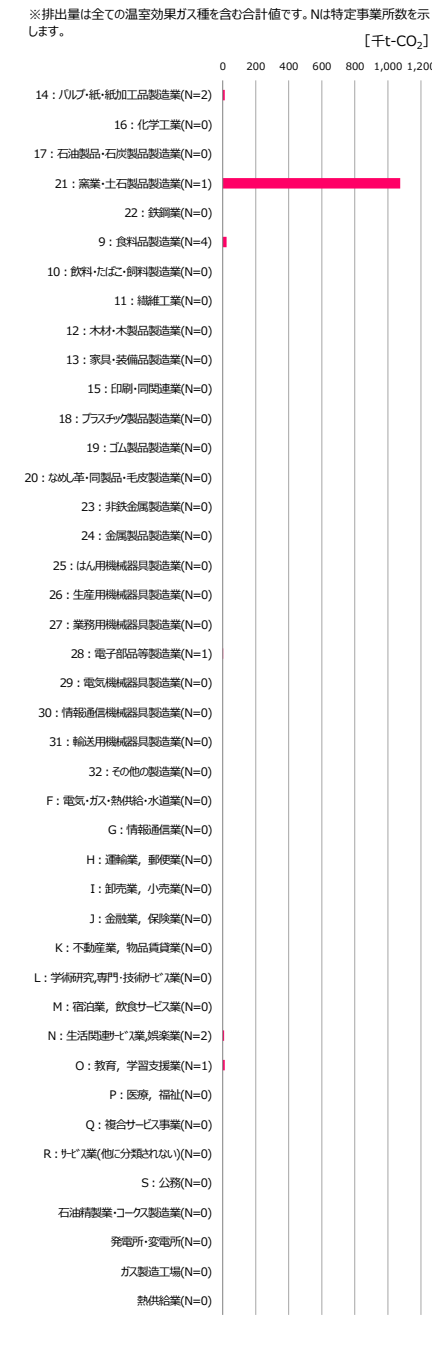 ※排出量は全ての温室効果ガス種を含む合計値です。Nは特定事業所数を示
します。
[千t-CO₂]
0 200 400 600 800 1,000 1,200
14：パルプ・紙・紙加工品製造業(N=2)
16：化学工業(N=0)
17：石油製品・石炭製品製造業(N=0)
21：窯業・土石製品製造業(N=1)
22：鉄鋼業(N=0)
9：食料品製造業(N=4)
10：飲料・たばこ・飼料製造業(N=0)
11：繊維工業(N=0)
12：木材・木製品製造業(N=0)
13：家具・装備品製造業(N=0)
15：印刷・同関連業(N=0)
18：プラスチック製品製造業(N=0)
19：ゴム製品製造業(N=0)
20：なめし革・同製品・毛皮製造業(N=0)
23：非鉄金属製造業(N=0)
24：金属製品製造業(N=0)
25：はん用機械器具製造業(N=0)
26：生産用機械器具製造業(N=0)
27：業務用機械器具製造業(N=0)
28：電子部品等製造業(N=1)
29：電気機械器具製造業(N=0)
30：情報通信機械器具製造業(N=0)
31：輸送用機械器具製造業(N=0)
32：その他の製造業(N=0)
F：電気・ガス・熱供給・水道業(N=0)
G：情報通信業(N=0)
H：運輸業，郵便業(N=0)
I：卸売業，小売業(N=0)
J：金融業，保険業(N=0)
K：不動産業，物品賃貸業(N=0)
L：学術研究,専門・技術ｻｰﾋﾞｽ業(N=0)
M：宿泊業，飲食サービス業(N=0)
N：生活関連ｻｰﾋﾞｽ業,娯楽業(N=2)
O：教育，学習支援業(N=1)
P：医療，福祉(N=0)
Q：複合サービス事業(N=0)
R：ｻｰﾋﾞｽ業(他に分類されない)(N=0)
S：公務(N=0)
石油精製業・コークス製造業(N=0)
発電所・変電所(N=0)
ガス製造工場(N=0)
熱供給業(N=0)